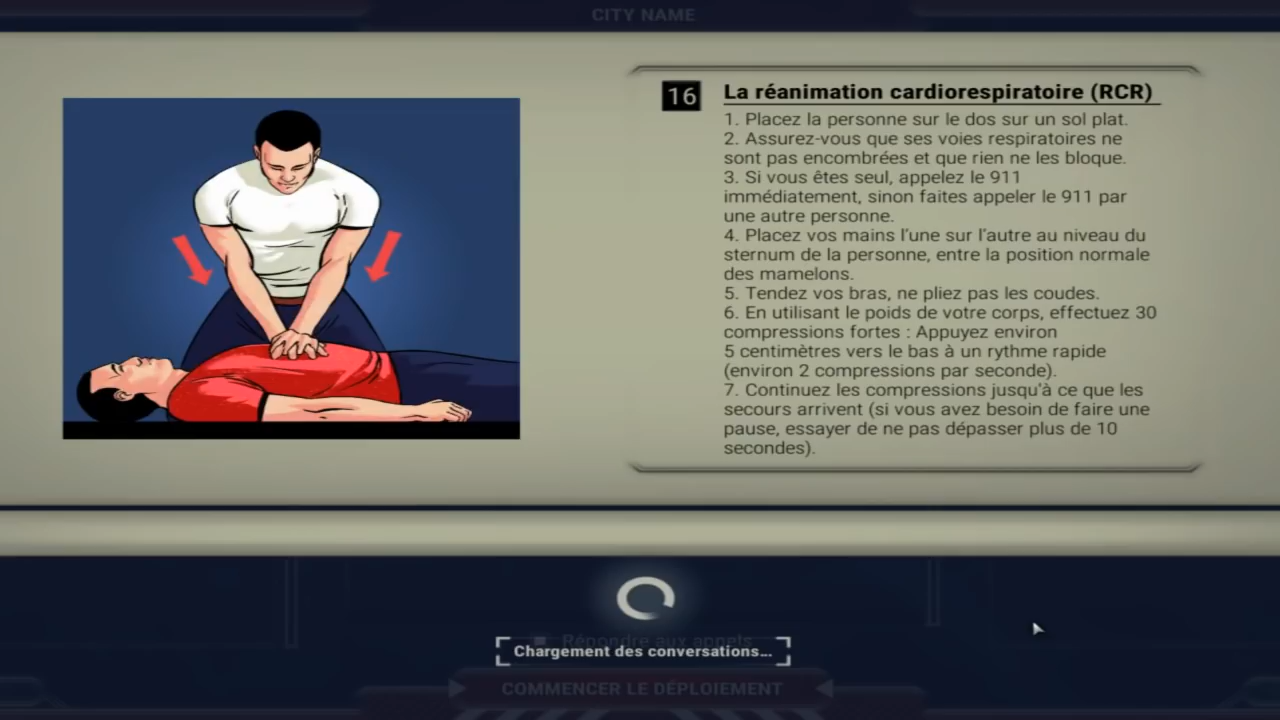 CITY NAME
16
La réanimation cardiorespiratoire (RCR)
1. Placez la personne sur le dos sur un sol plat.
2. Assurez-vous que ses voies respiratoires ne
sont pas encombrées et que rien ne les bloque.
3. Si vous êtes seul, appelez le 911
immédiatement, sinon faites appeler le 911 par
une autre personne.
4. Placez vos mains l'une sur l'autre au niveau du
sternum de la personne, entre la position normale
des mamelons.
5. Tendez vos bras, ne pliez pas les coudes.
6. En utilisant le poids de votre corps, effectuez 30
compressions fortes : Appuyez environ
5 centimètres vers le bas à un rythme rapide
(environ 2 compressions par seconde).
7. Continuez les compressions jusqu'à ce que les
secours arrivent (si vous avez besoin de faire une
pause, essayer de ne pas dépasser plus de 10
secondes).
Répondre aux appels
Chargement des conversations...
COMMENCER LE DÉPLOIEMENT